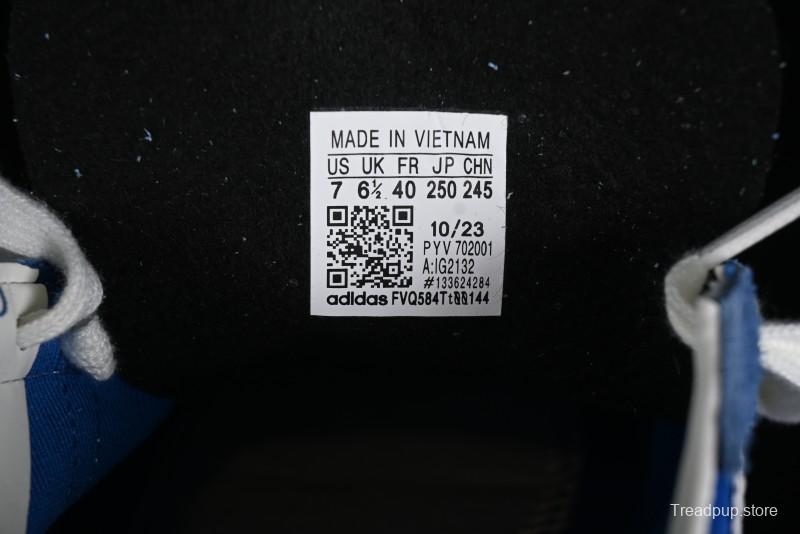 MADE IN VIETNAM
US UK FR JP CHN
7 6½ 40 250 245
10/23
PYV 702001
A:IG2132
#133624284
adidas FVQ584Tt00144
Treadpup.store